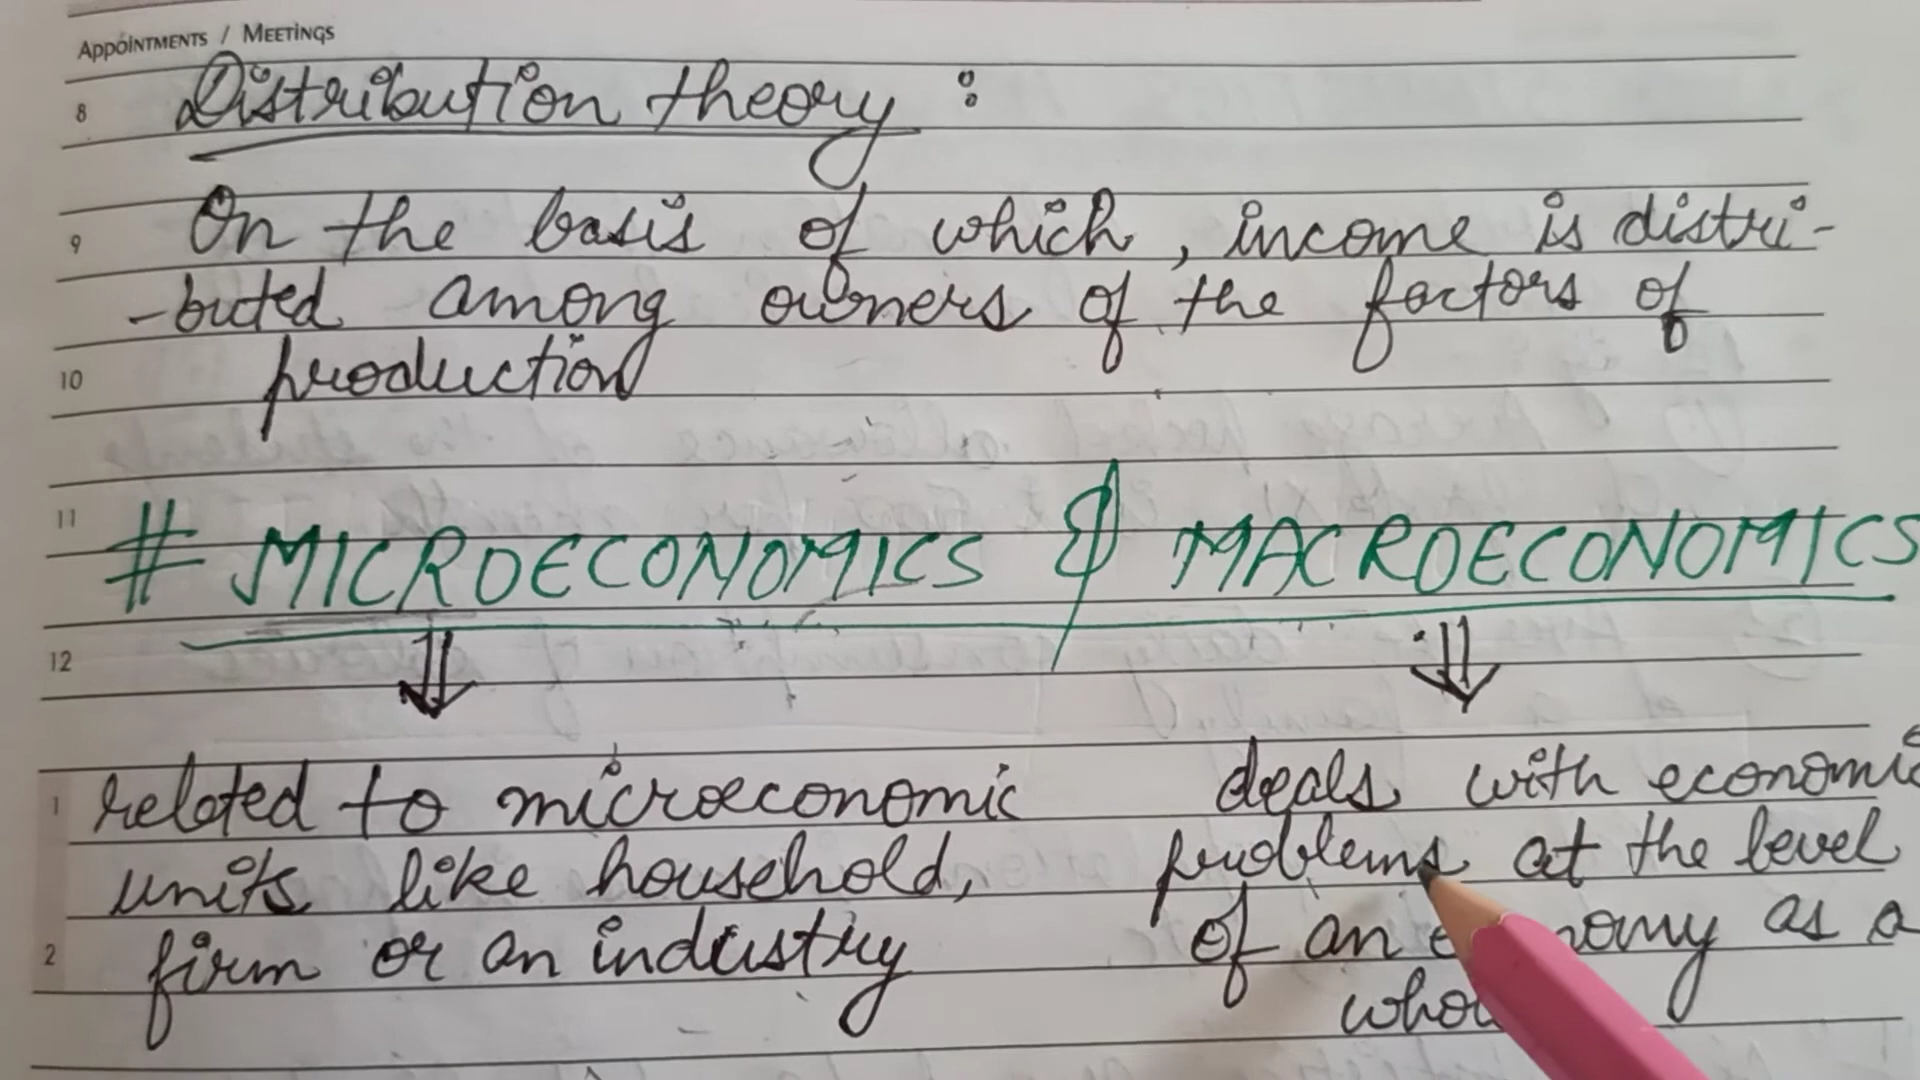 APPOINTMENTS / MEETINGS
8 Distribution theory :
9 On the basis of which, income is distri-
-buted among owners of the factors of
10 production
11 # MICROECONOMICS & MACROECONOMICS
12 ⇓ ⇓
1 related to microeconomic deals with economic
units like household, problems at the level
2 firm or an industry of an as a